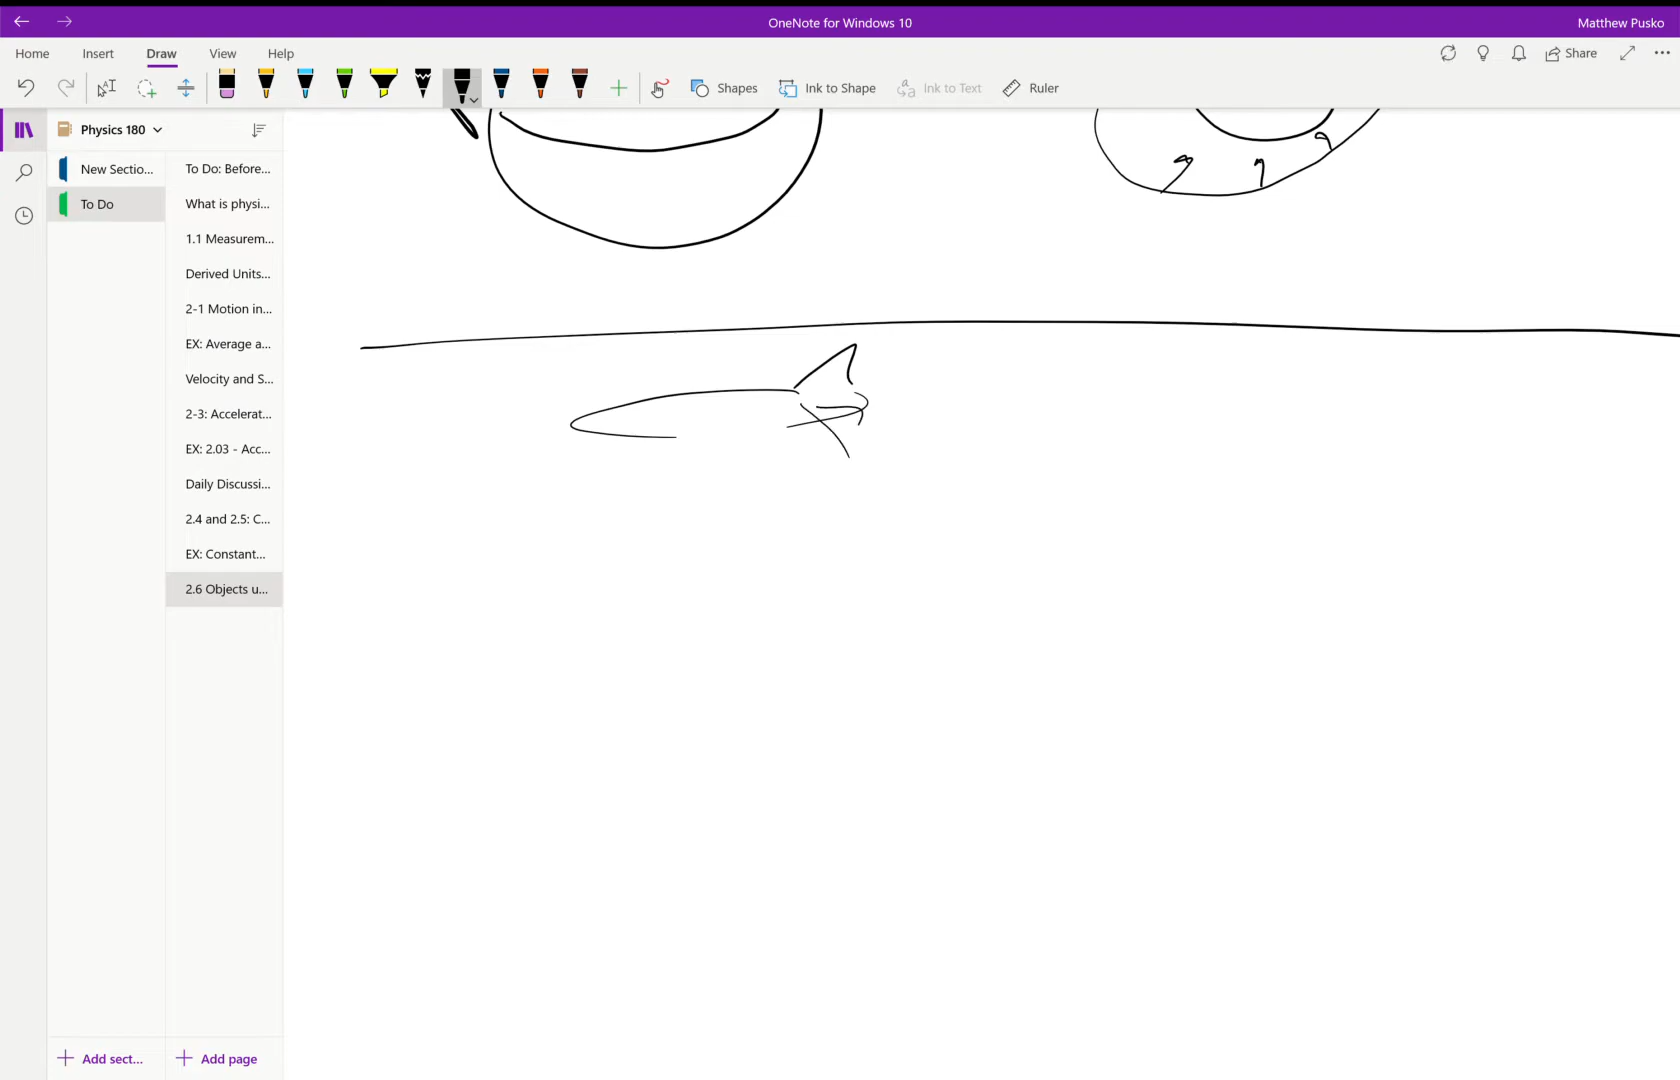 OneNote for Windows 10
Matthew Pusko
Home
Insert
Draw
View
Help
Share
Shapes
Ink to Shape
Ink to Text
Ruler
Physics 180
New Sectio...
To Do
To Do: Before...
What is physi...
1.1 Measurem...
Derived Units...
2-1 Motion in...
EX: Average a...
Velocity and S...
2-3: Accelerat...
EX: 2.03 - Acc...
Daily Discussi...
2.4 and 2.5: C...
EX: Constant...
2.6 Objects u...
Add sect...
Add page